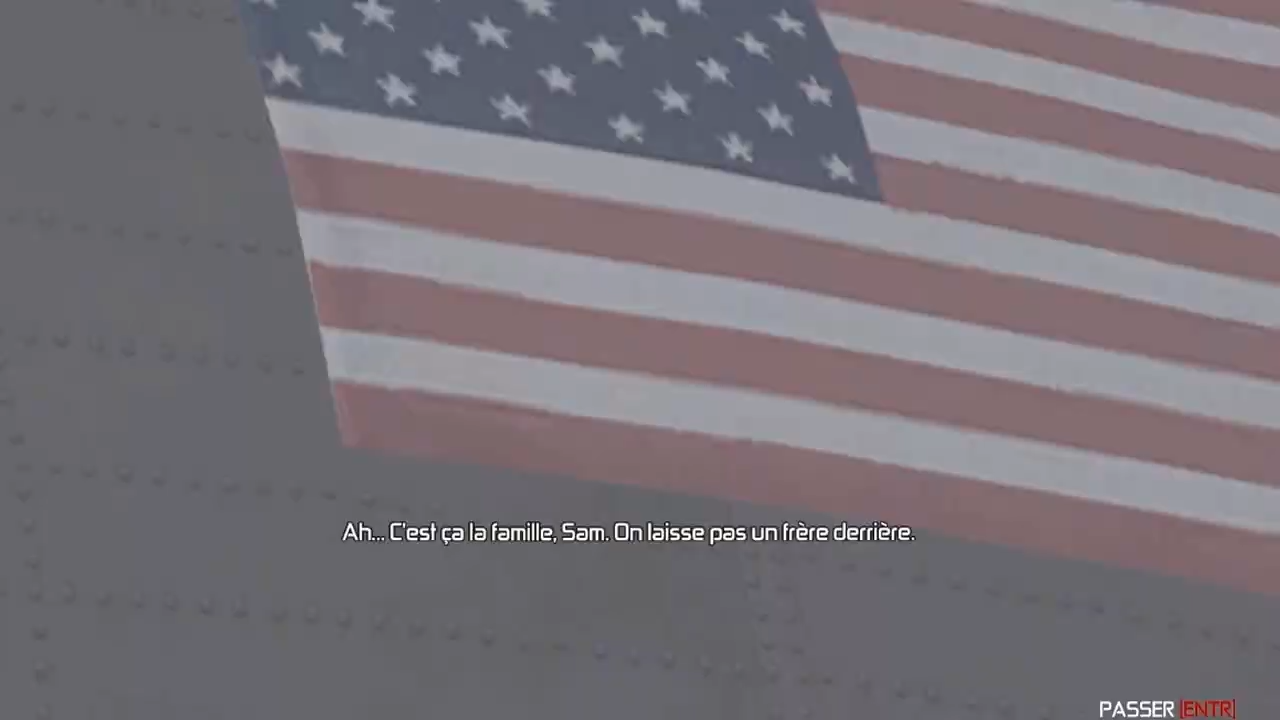 Ah... C'est ça la famille, Sam. On laisse pas un frère derrière.
PASSER [ENTR]